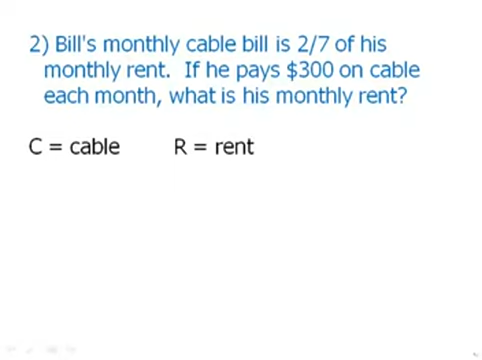 2) Bill's monthly cable bill is 2/7 of his
monthly rent.  If he pays $300 on cable
each month, what is his monthly rent?
C = cable        R = rent